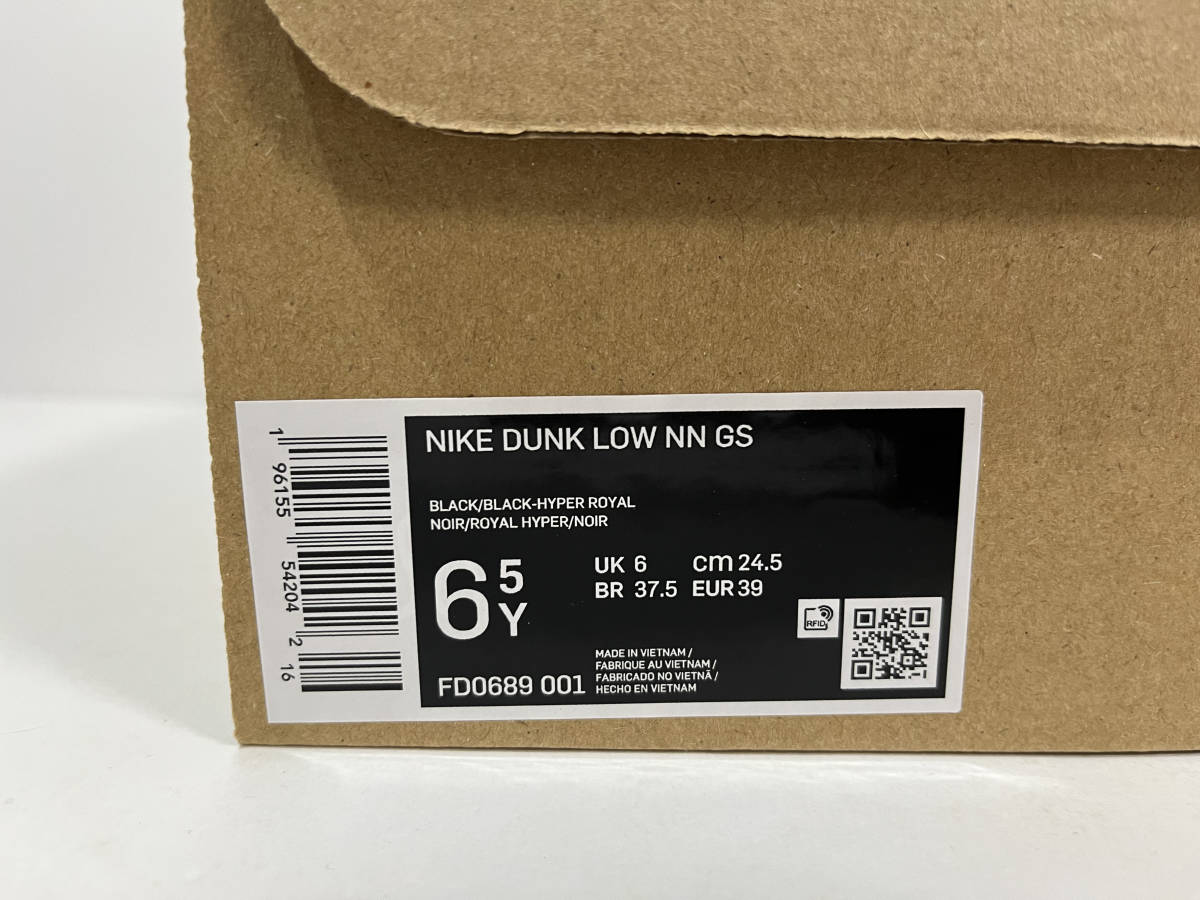 NIKE DUNK LOW NN GS
BLACK/BLACK-HYPER ROYAL
NOIR/ROYAL HYPER/NOIR
6 5 Y
UK 6 cm 24.5
BR 37.5 EUR 39
RFID
MADE IN VIETNAM /
FABRIQUE AU VIETNAM /
FABRICADO NO VIETNÃ /
HECHO EN VIETNAM
FD0689 001
1 96155 54204 2 16